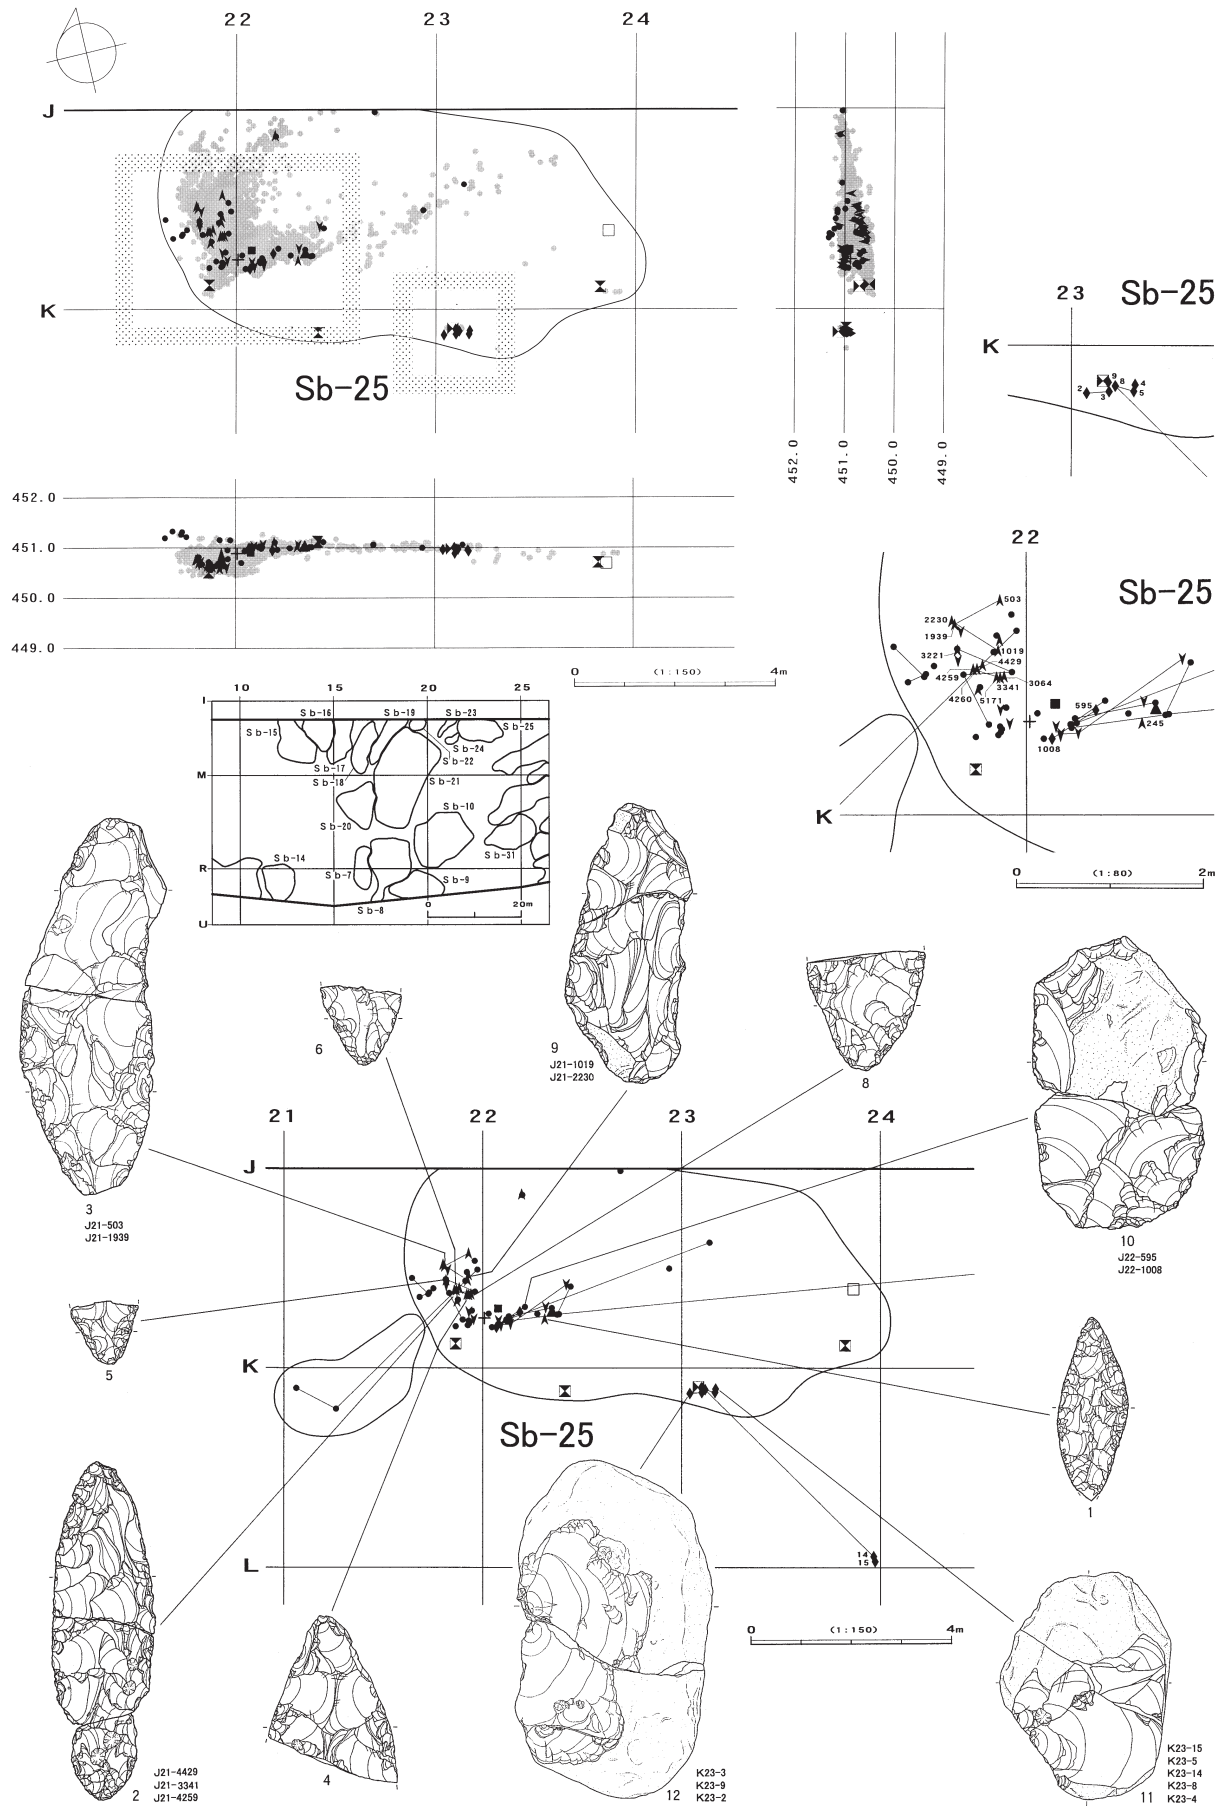 22
23
24
J
K
Sb-25
452.0
451.0
450.0
449.0
23
Sb-25
K
2
9
8
3
4
5
452.0
451.0
450.0
449.0
0 (1:150) 4m
22
Sb-25
503
2230
1939
1019
3221
4429
4259
3064
4260
5171
3341
595
245
1008
K
0 (1:80) 2m
10
15
20
25
I
M
R
U
Sb-16
Sb-19
Sb-23
Sb-15
Sb-25
Sb-24
Sb-17
Sb-22
Sb-18
Sb-21
Sb-10
Sb-20
Sb-31
Sb-14
Sb-7
Sb-9
Sb-8
0 20m
6
9
J21-1019
J21-2230
8
3
J21-503
J21-1939
10
J22-595
J22-1008
21
22
23
24
J
K
L
Sb-25
14
15
5
1
0 (1:150) 4m
2
J21-4429
J21-3341
J21-4259
4
12
K23-3
K23-9
K23-2
11
K23-15
K23-5
K23-14
K23-8
K23-4